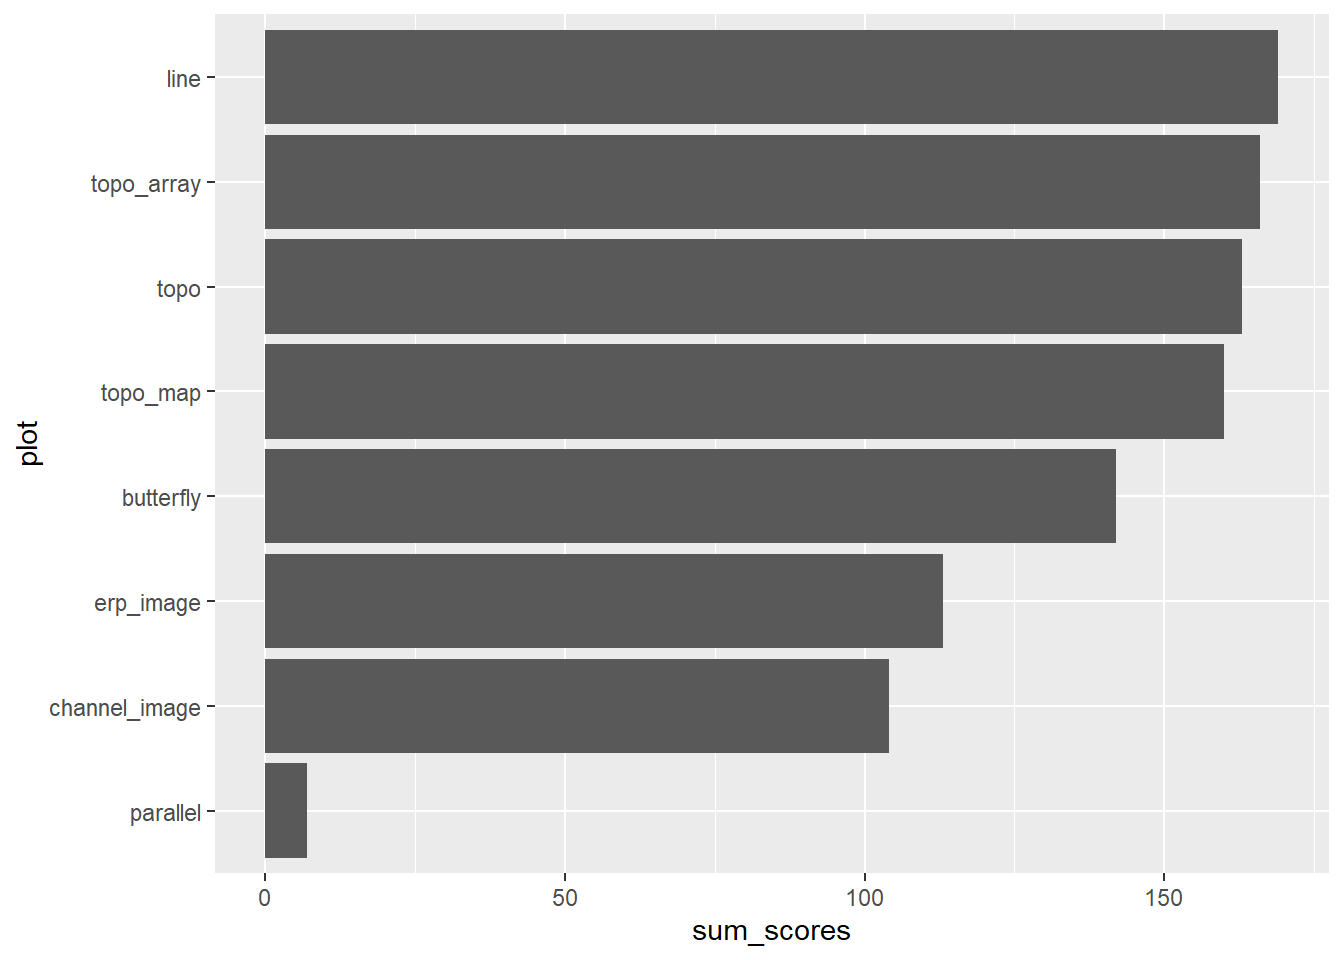 line
topo_array
topo
topo_map
butterfly
erp_image
channel_image
parallel
plot
0 50 100 150
sum_scores